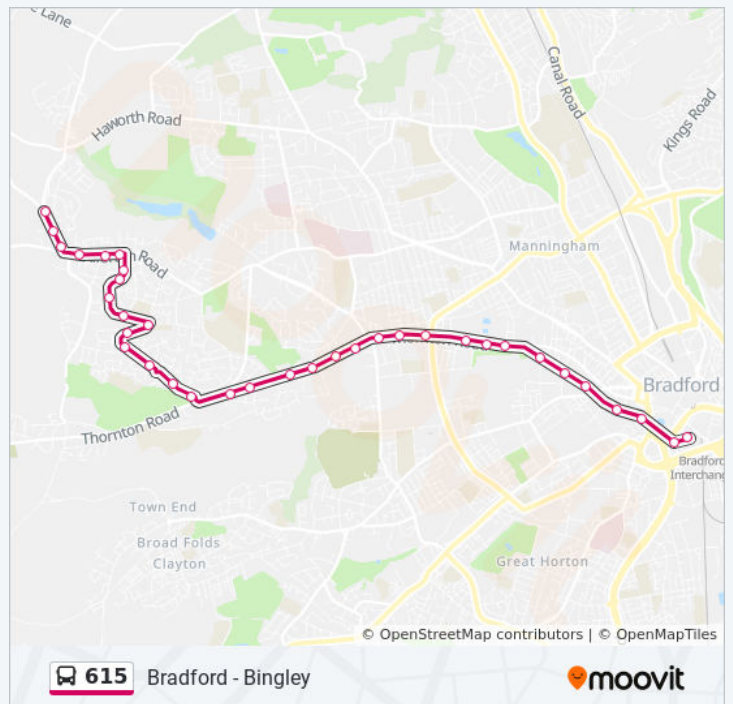 Lane
Haworth Road
Canal Road
Kings Road
Manningham
Road
Bradford
Thornton Road
Bradford
Interchang
Town End
Broad Folds
Clayton
Great Horton
© OpenStreetMap contributors | © OpenMapTiles
615 Bradford - Bingley
moovit